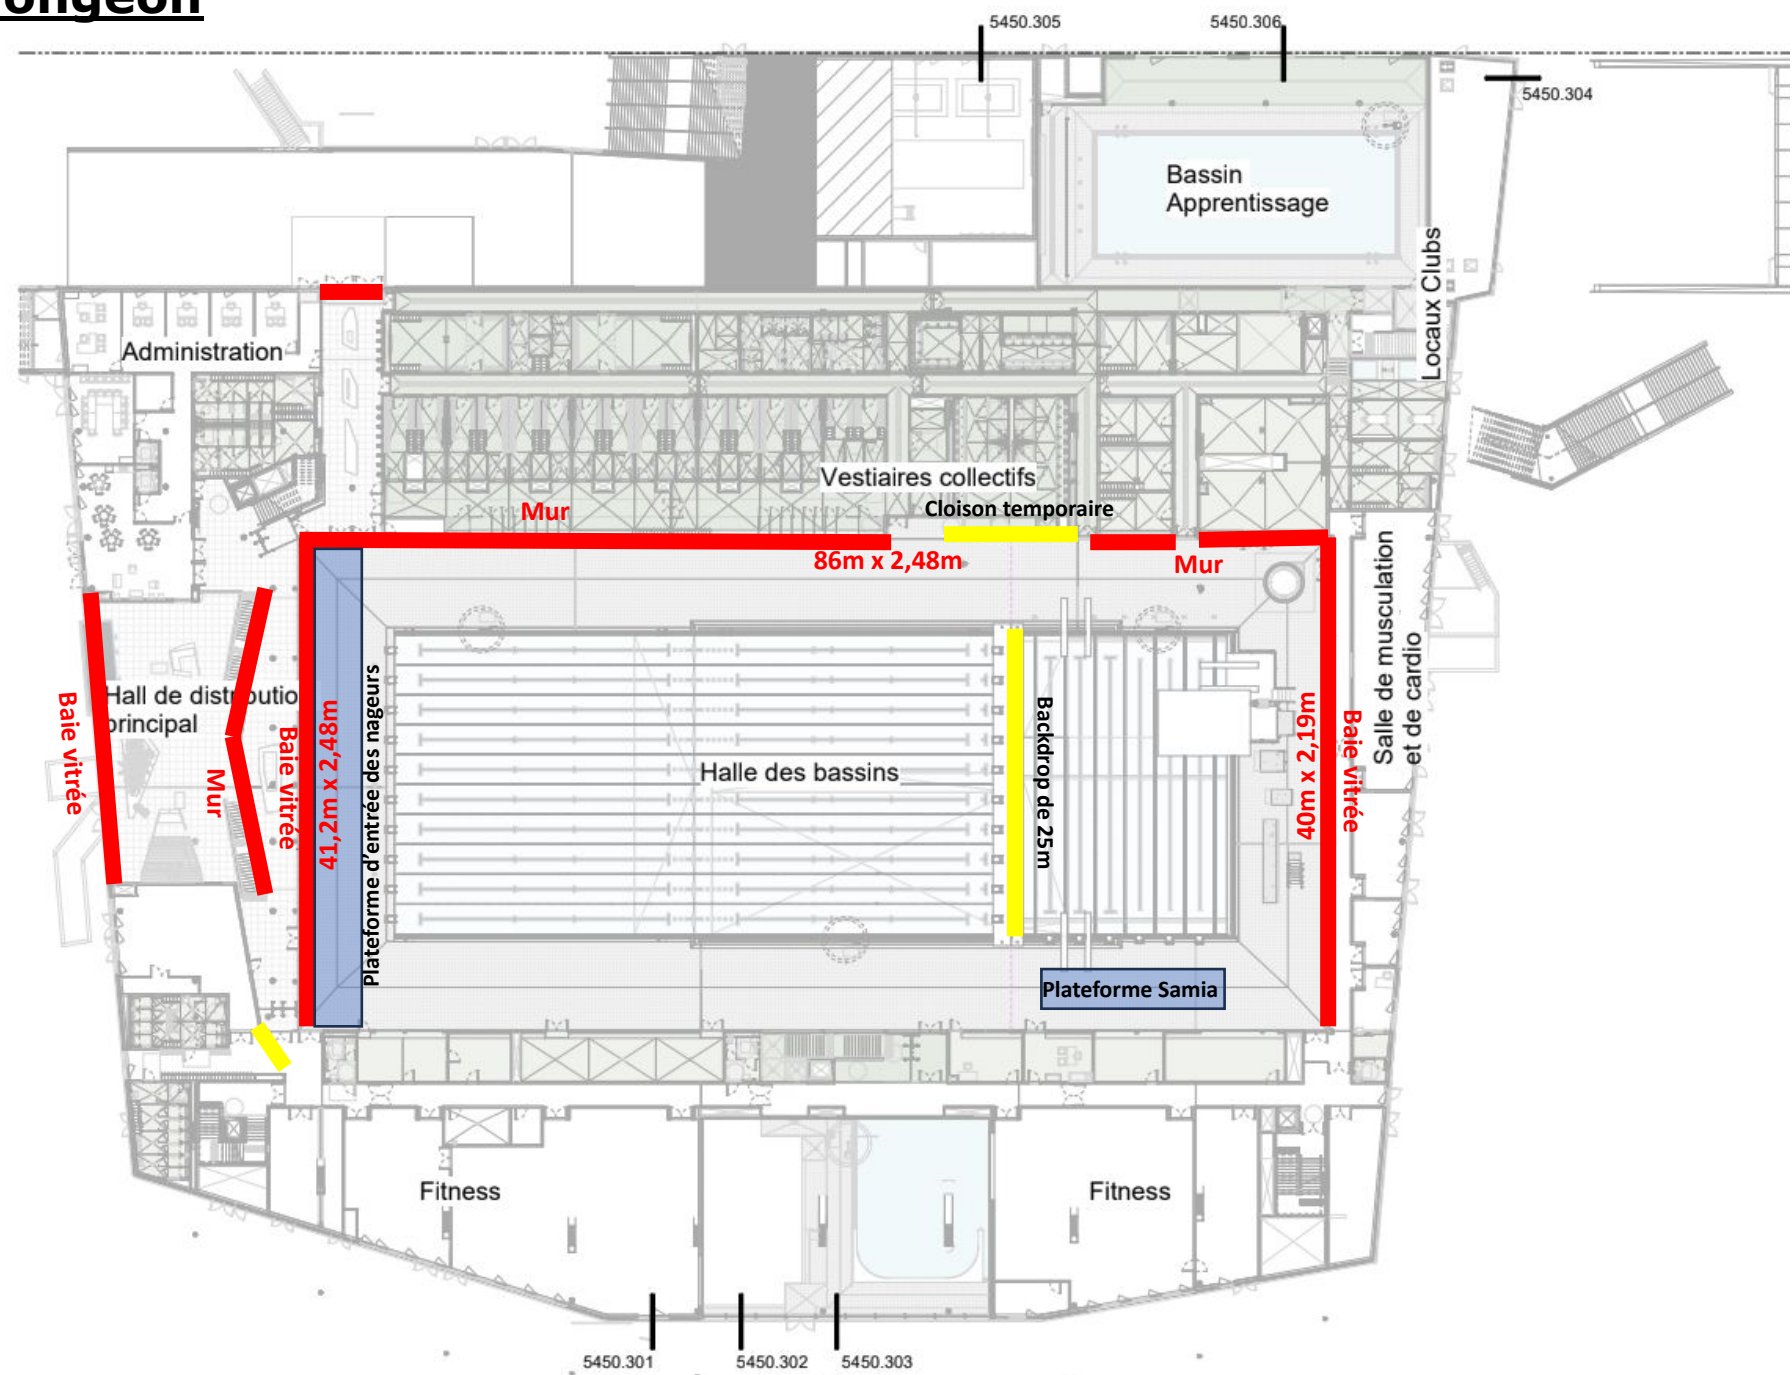 ongeon
5450.305
5450.306
5450.304
Bassin
Apprentissage
Locaux Clubs
Administration
Vestiaires collectifs
Mur
Cloison temporaire
86m x 2,48m
Mur
Salle de musculation
et de cardio
Baie vitrée
Hall de distributio
principal
Mur
Baie vitrée
41,2m x 2,48m
Plateforme d'entrée des nageurs
Halle des bassins
Backdrop de 25m
40m x 2,19m
Baie vitrée
Plateforme Samia
Fitness
Fitness
5450.301
5450.302
5450.303